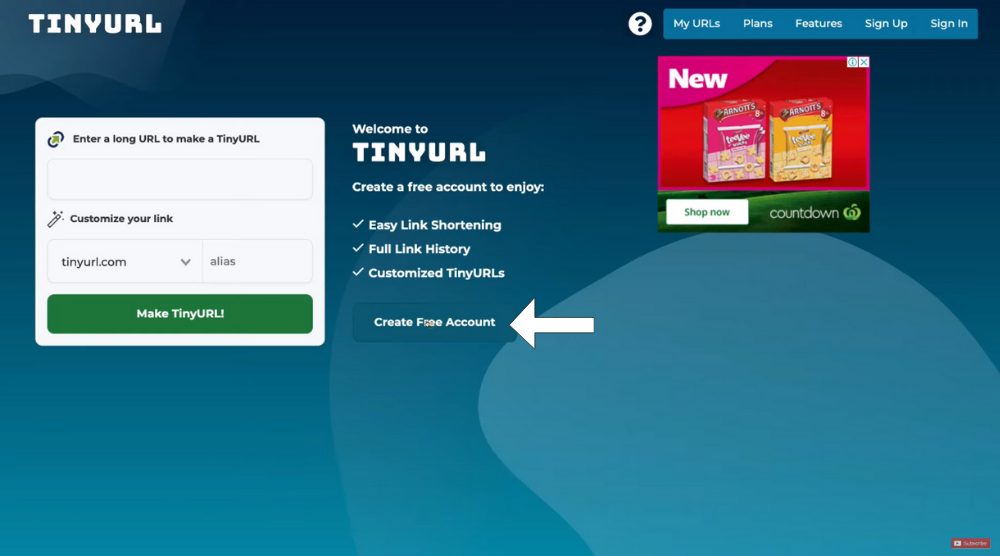 TINYURL
? My URLs Plans Features Sign Up Sign In
Enter a long URL to make a TinyURL
Customize your link
tinyurl.com alias
Make TinyURL!
Welcome to
TINYURL
Create a free account to enjoy:
Easy Link Shortening
Full Link History
Customized TinyURLs
Create Free Account
New
ARNOTT'S ARNOTT'S
TeeVee TeeVee
Shop now countdown
Subscribe